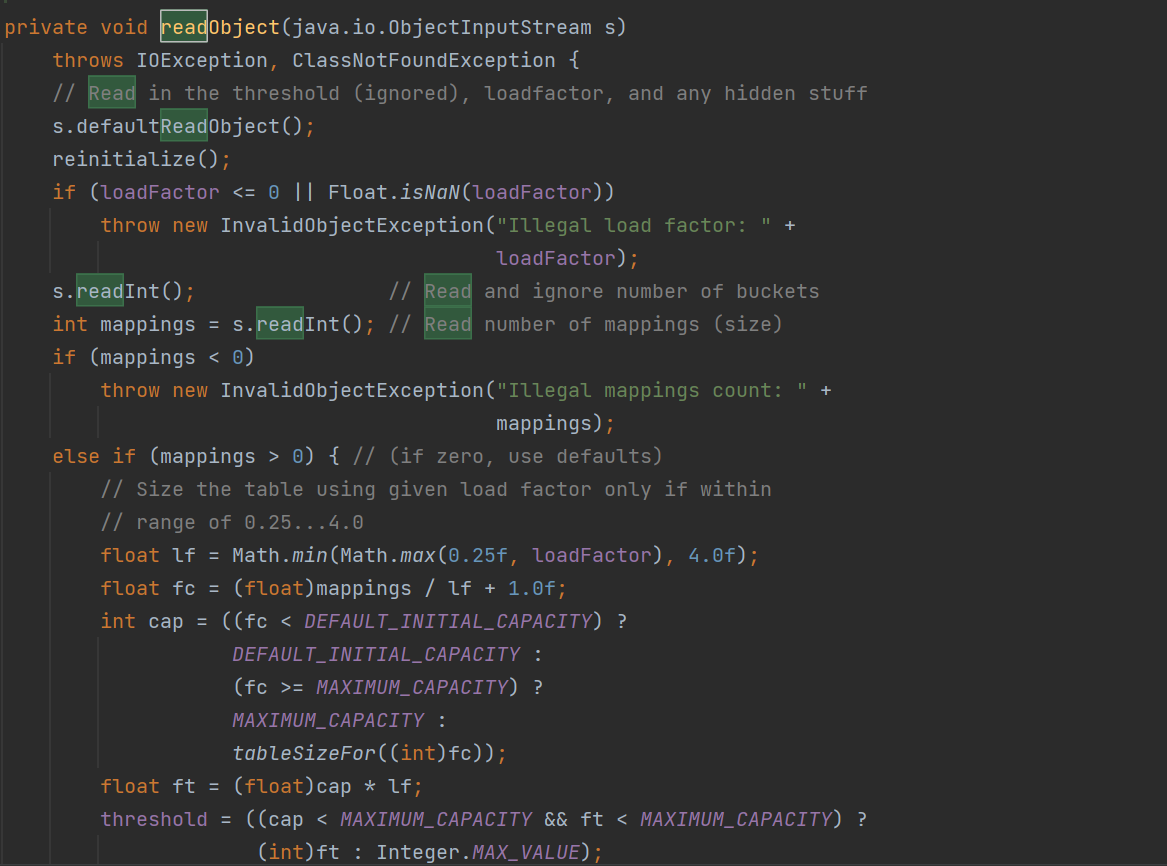 private void readObject(java.io.ObjectInputStream s)
    throws IOException, ClassNotFoundException {
    // Read in the threshold (ignored), loadfactor, and any hidden stuff
    s.defaultReadObject();
    reinitialize();
    if (loadFactor <= 0 || Float.isNaN(loadFactor))
        throw new InvalidObjectException("Illegal load factor: " +
                                         loadFactor);
    s.readInt();                // Read and ignore number of buckets
    int mappings = s.readInt(); // Read number of mappings (size)
    if (mappings < 0)
        throw new InvalidObjectException("Illegal mappings count: " +
                                         mappings);
    else if (mappings > 0) { // (if zero, use defaults)
        // Size the table using given load factor only if within
        // range of 0.25...4.0
        float lf = Math.min(Math.max(0.25f, loadFactor), 4.0f);
        float fc = (float)mappings / lf + 1.0f;
        int cap = ((fc < DEFAULT_INITIAL_CAPACITY) ?
                   DEFAULT_INITIAL_CAPACITY :
                   (fc >= MAXIMUM_CAPACITY) ?
                   MAXIMUM_CAPACITY :
                   tableSizeFor((int)fc));
        float ft = (float)cap * lf;
        threshold = ((cap < MAXIMUM_CAPACITY && ft < MAXIMUM_CAPACITY) ?
                     (int)ft : Integer.MAX_VALUE);